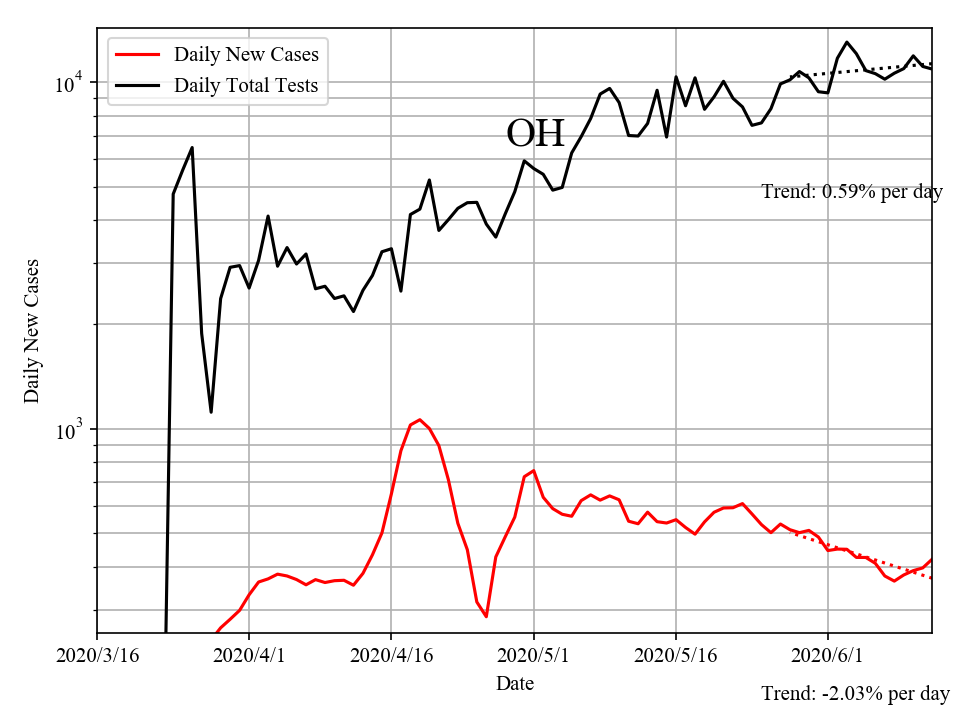 Daily New Cases
Daily Total Tests
10^4
OH
Trend: 0.59% per day
Daily New Cases
10^3
2020/3/16 2020/4/1 2020/4/16 2020/5/1 2020/5/16 2020/6/1
Date
Trend: -2.03% per day